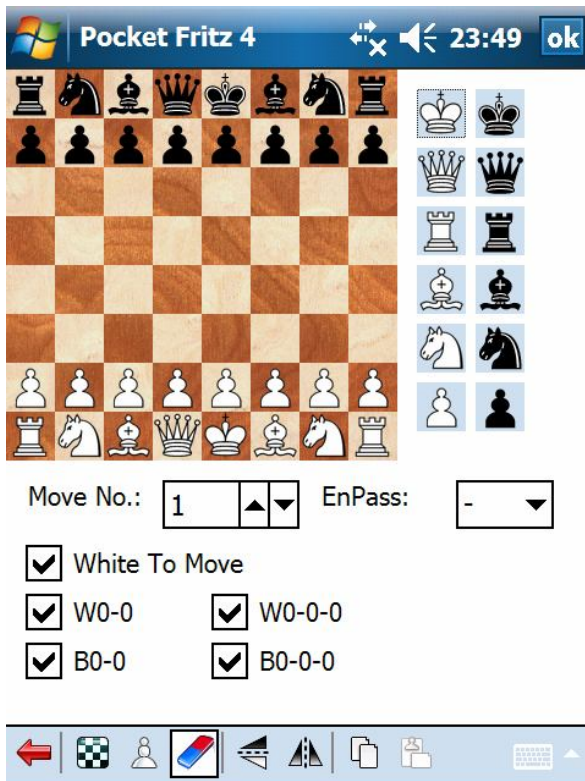 Pocket Fritz 4 23:49 ok
Move No.: 1 EnPass: -
White To Move
W0-0 W0-0-0
B0-0 B0-0-0